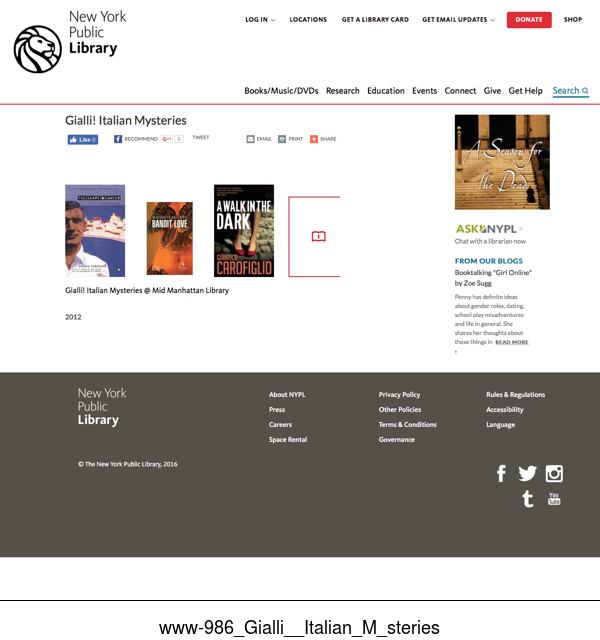 New York
Public
Library
LOG IN
LOCATIONS
GET A LIBRARY CARD
GET EMAIL UPDATES
DONATE
SHOP
Books/Music/DVDs
Research
Education
Events
Connect
Give
Get Help
Search
Gialli! Italian Mysteries
Like 0
RECOMMEND
G+1 0
TWEET
EMAIL
PRINT
SHARE
BANDIT LOVE
A WALK IN THE
DARK
CAROFIGLIO
Gialli! Italian Mysteries @ Mid Manhattan Library
2012
A Season for
the Dead
ASK NYPL >
Chat with a librarian now
FROM OUR BLOGS
Booktalking "Girl Online"
by Zoe Sugg
Penny has definite ideas
about gender roles, dating,
school play misadventures
and life in general. She
shares her thoughts about
these things in READ MORE
New York
Public
Library
About NYPL
Press
Careers
Space Rental
Privacy Policy
Other Policies
Terms & Conditions
Governance
Rules & Regulations
Accessibility
Language
© The New York Public Library, 2016
You
Tube
www-986_Gialli__Italian_M_steries